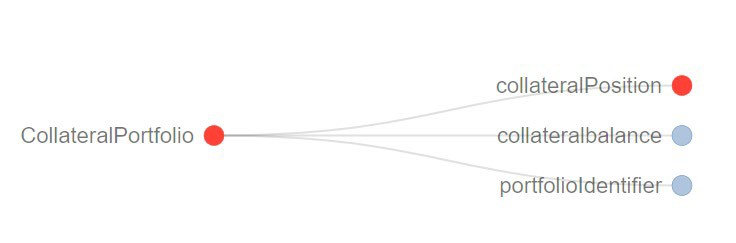 collateralPosition
CollateralPortfolio
collateralbalance
portfolioIdentifier